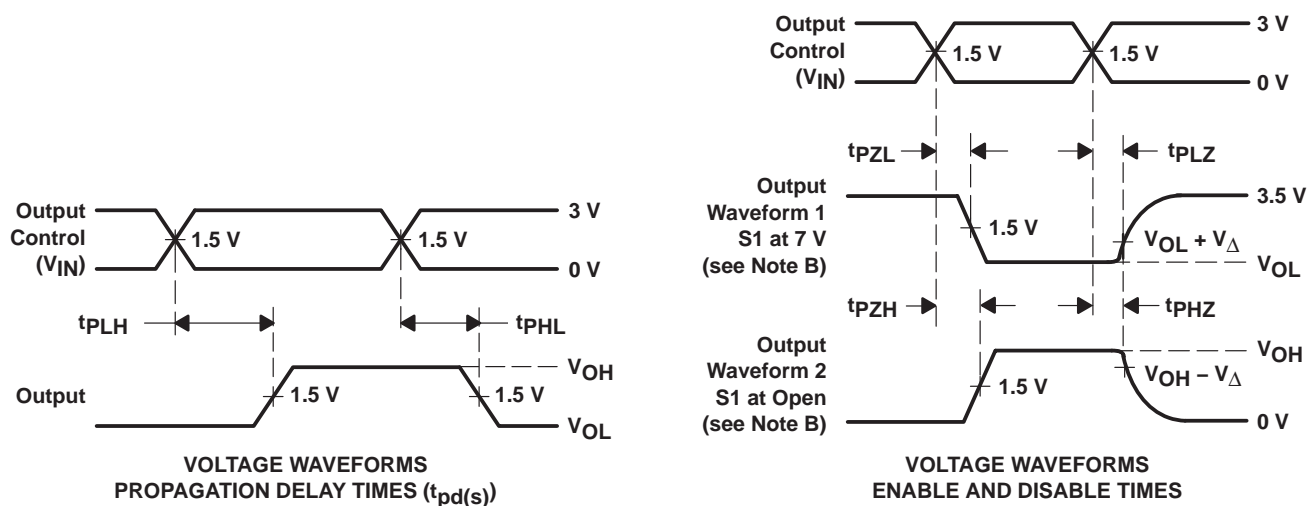 Output
Control
(VIN)
3 V
1.5 V
1.5 V
0 V
tPLH
tPHL
Output
VOH
1.5 V
1.5 V
VOL
VOLTAGE WAVEFORMS
PROPAGATION DELAY TIMES (tpd(s))
Output
Control
(VIN)
3 V
1.5 V
1.5 V
0 V
tPZL
tPLZ
Output
Waveform 1
S1 at 7 V
(see Note B)
3.5 V
1.5 V
VOL + VΔ
VOL
tPZH
tPHZ
Output
Waveform 2
S1 at Open
(see Note B)
VOH
1.5 V
VOH – VΔ
0 V
VOLTAGE WAVEFORMS
ENABLE AND DISABLE TIMES